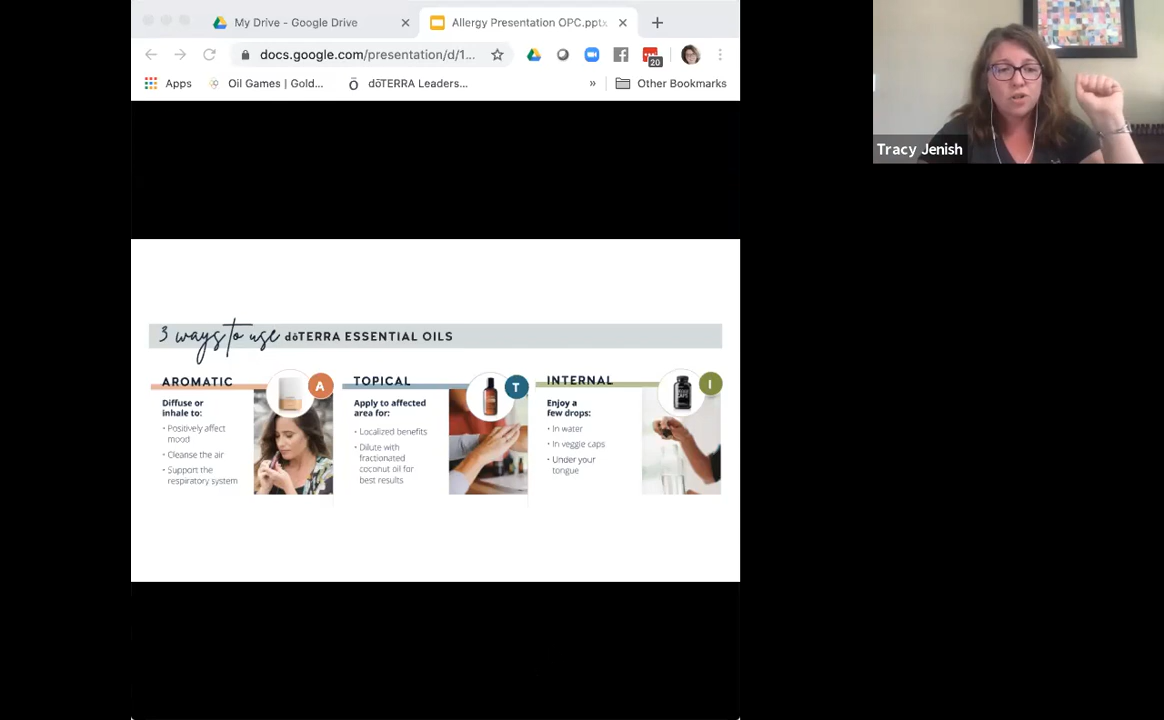 My Drive - Google Drive
Allergy Presentation OPC.pptx
docs.google.com/presentation/d/1...
20
Apps
Oil Games | Gold...
dōTERRA Leaders...
»
Other Bookmarks
Tracy Jenish
3 ways to use dōTERRA ESSENTIAL OILS
AROMATIC
A
Diffuse or
inhale to:
• Positively affect
mood
• Cleanse the air
• Support the
respiratory system
TOPICAL
T
Apply to affected
area for:
• Localized benefits
• Dilute with
fractionated
coconut oil for
best results
INTERNAL
I
Enjoy a
few drops:
• In water
• In veggie caps
• Under your
tongue